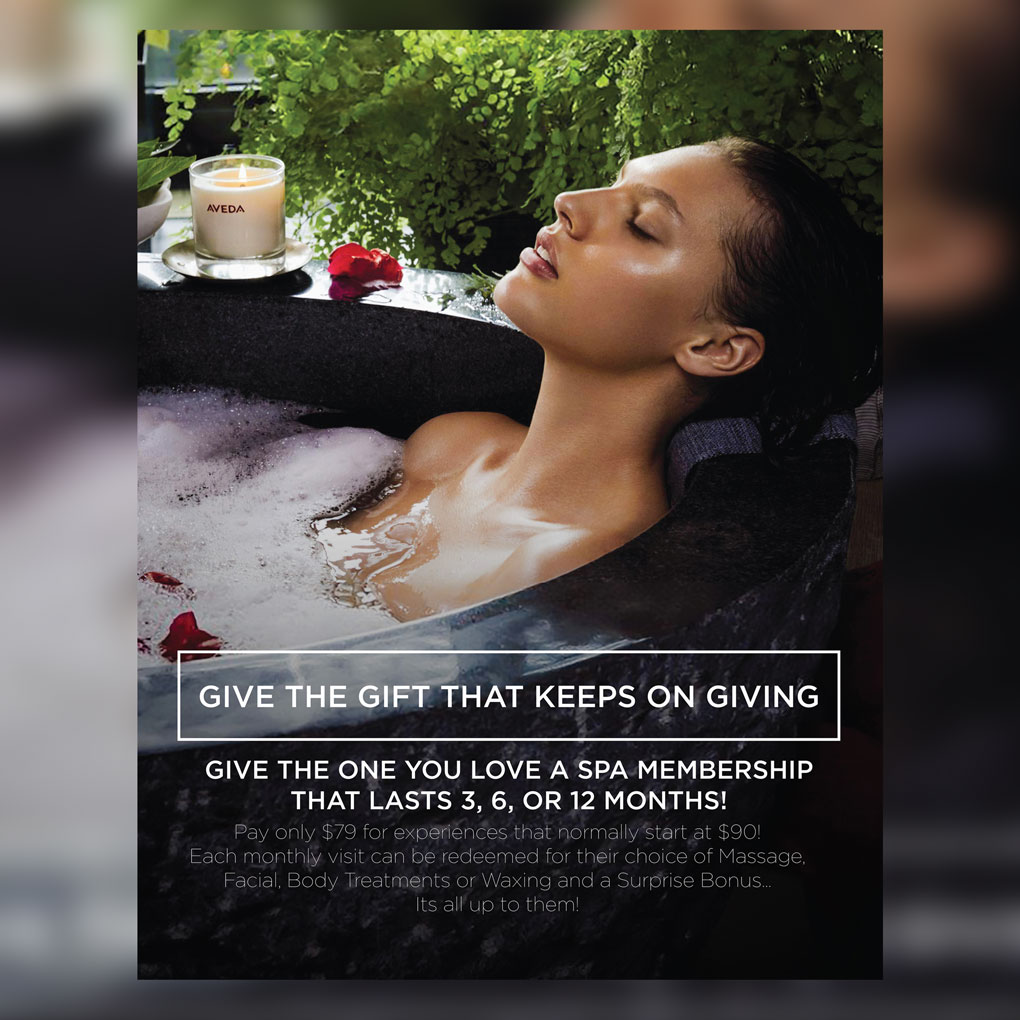 AVEDA
GIVE THE GIFT THAT KEEPS ON GIVING
GIVE THE ONE YOU LOVE A SPA MEMBERSHIP
THAT LASTS 3, 6, OR 12 MONTHS!
Pay only $79 for experiences that normally start at $90!
Each monthly visit can be redeemed for their choice of Massage,
Facial, Body Treatments or Waxing and a Surprise Bonus...
Its all up to them!